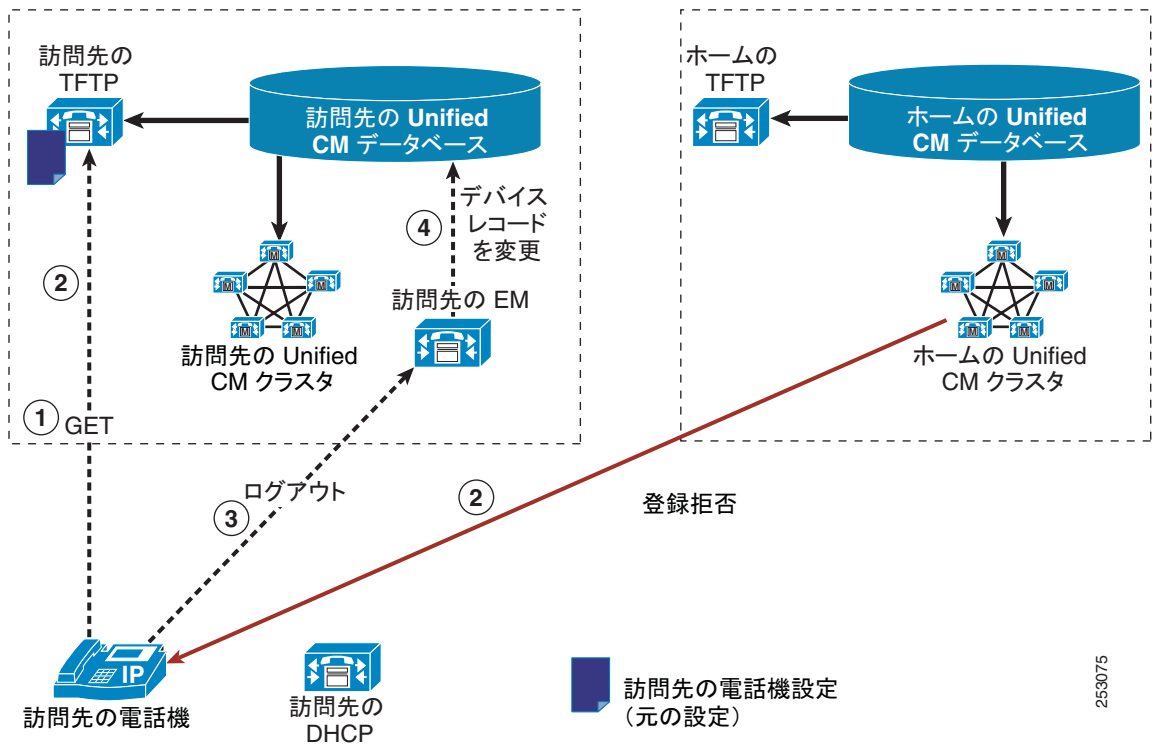 訪問先の
TFTP
訪問先の Unified
CM データベース
ホームの
TFTP
ホームの Unified
CM データベース
デバイス
レコード
を変更
4
2
訪問先の EM
M
M
M
M
M
訪問先の Unified
CM クラスタ
M
M
M
M
M
ホームの Unified
CM クラスタ
1
GET
ログアウト
3
2
登録拒否
IP
訪問先の電話機
訪問先の
DHCP
訪問先の電話機設定
（元の設定）
253075